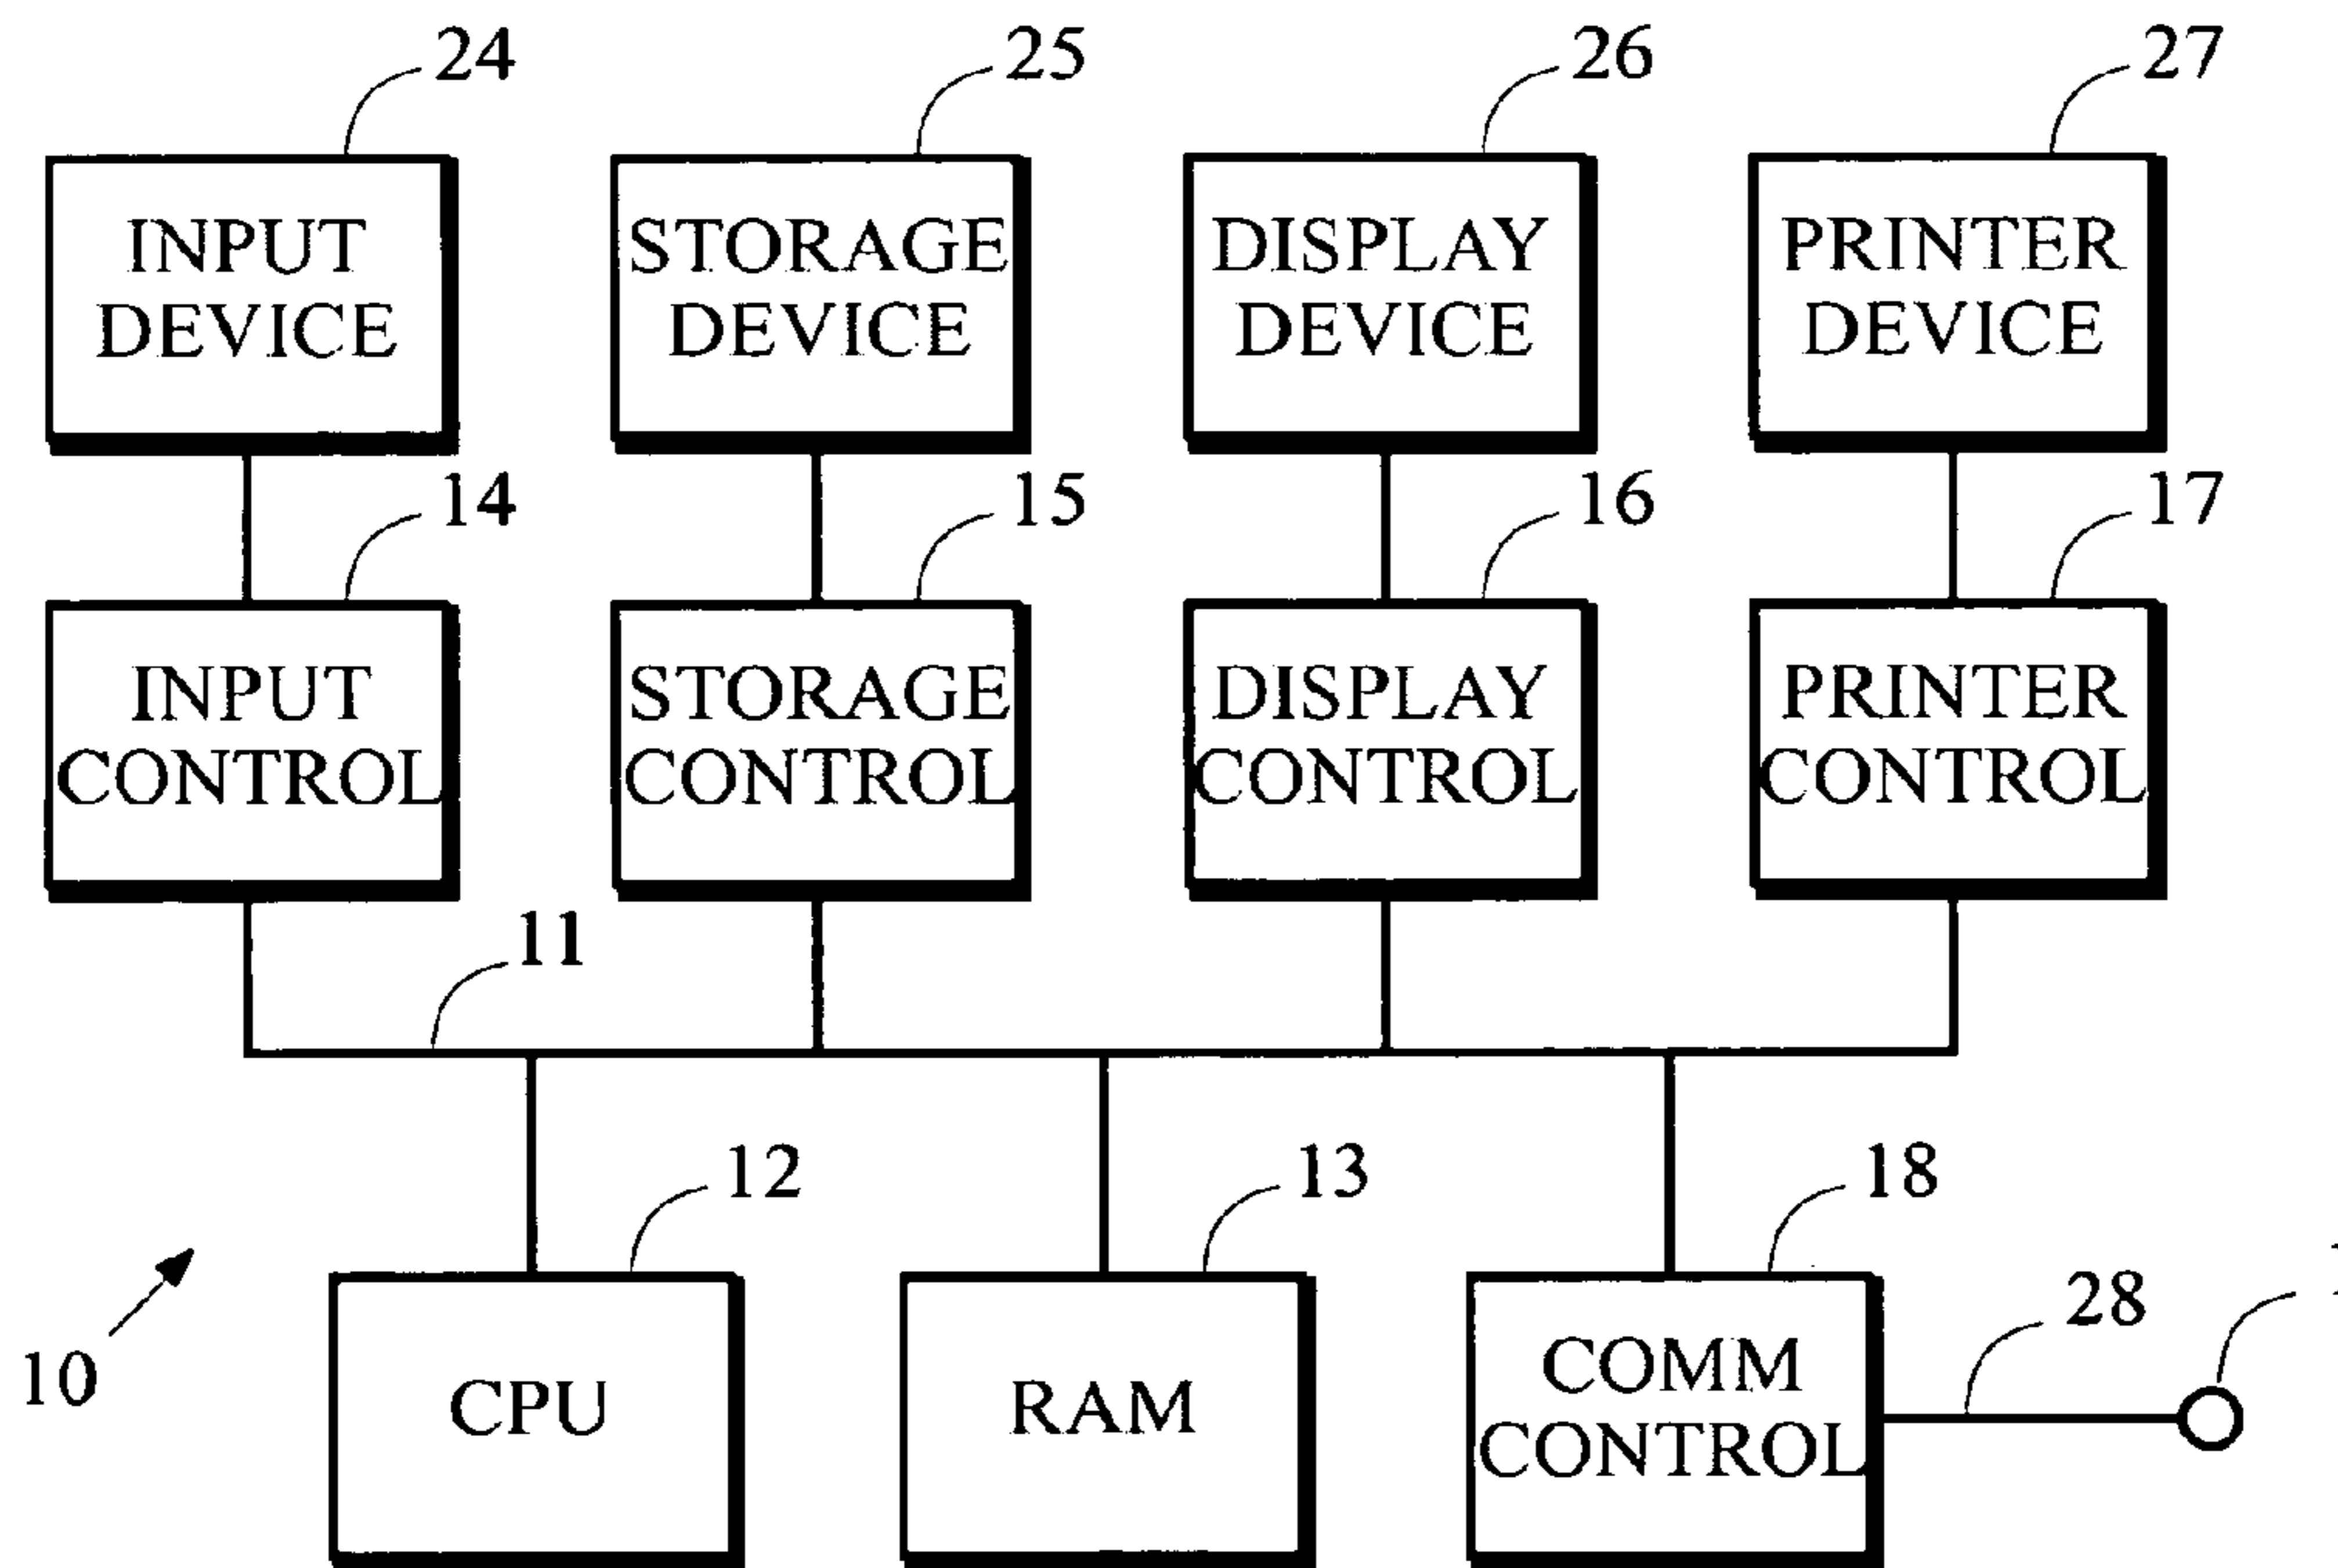 24 25 26 27
INPUT DEVICE
STORAGE DEVICE
DISPLAY DEVICE
PRINTER DEVICE
14 15 16 17
INPUT CONTROL
STORAGE CONTROL
DISPLAY CONTROL
PRINTER CONTROL
11
12 13 18
28
10
CPU
RAM
COMM CONTROL